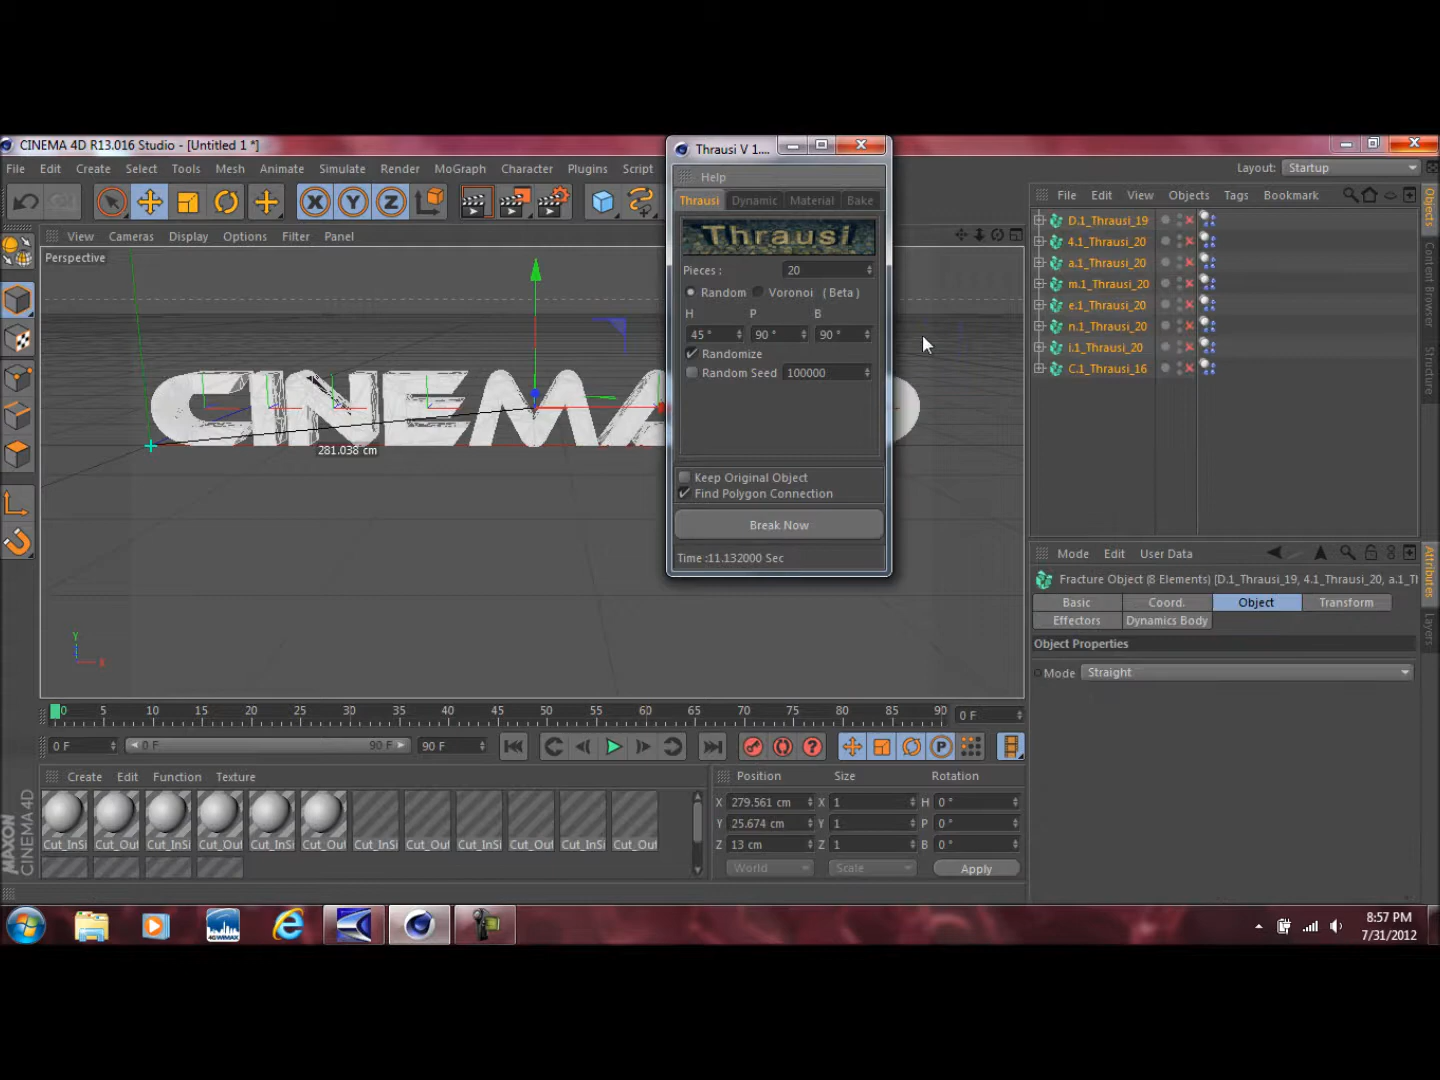 CINEMA 4D R13.016 Studio - [Untitled 1 *]
File Edit Create Select Tools Mesh Animate Simulate Render MoGraph Character Plugins Script
Layout: Startup
X Y Z
View Cameras Display Options Filter Panel
Perspective
CINEMA D
281.038 cm
Y
X
Thrausi V 1....
Help
Thrausi Dynamic Material Bake
Thrausi
Pieces : 20
Random Voronoi ( Beta )
H P B
45 ° 90 ° 90 °
Randomize
Random Seed 100000
Keep Original Object
Find Polygon Connection
Break Now
Time :11.132000 Sec
File Edit View Objects Tags Bookmark
D.1_Thrausi_19
4.1_Thrausi_20
a.1_Thrausi_20
m.1_Thrausi_20
e.1_Thrausi_20
n.1_Thrausi_20
i.1_Thrausi_20
C.1_Thrausi_16
Objects
Content Browser
Structure
Mode Edit User Data
Fracture Object (8 Elements) [D.1_Thrausi_19, 4.1_Thrausi_20, a.1_Tl
Basic Coord. Object Transform
Effectors Dynamics Body
Object Properties
Mode Straight
Attributes
Layers
0 5 10 15 20 25 30 35 40 45 50 55 60 65 70 75 80 85 90 0 F
0 F 0 F 90 F 90 F
P
Create Edit Function Texture
Cut_InSi Cut_Out Cut_InSi Cut_Out Cut_InSi Cut_Out Cut_InSi Cut_Out Cut_InSi Cut_Out Cut_InSi Cut_Out
MAXON
CINEMA 4D
Position Size Rotation
X 279.561 cm X 1 H 0 °
Y 25.674 cm Y 1 P 0 °
Z 13 cm Z 1 B 0 °
World Scale Apply
8:57 PM
7/31/2012